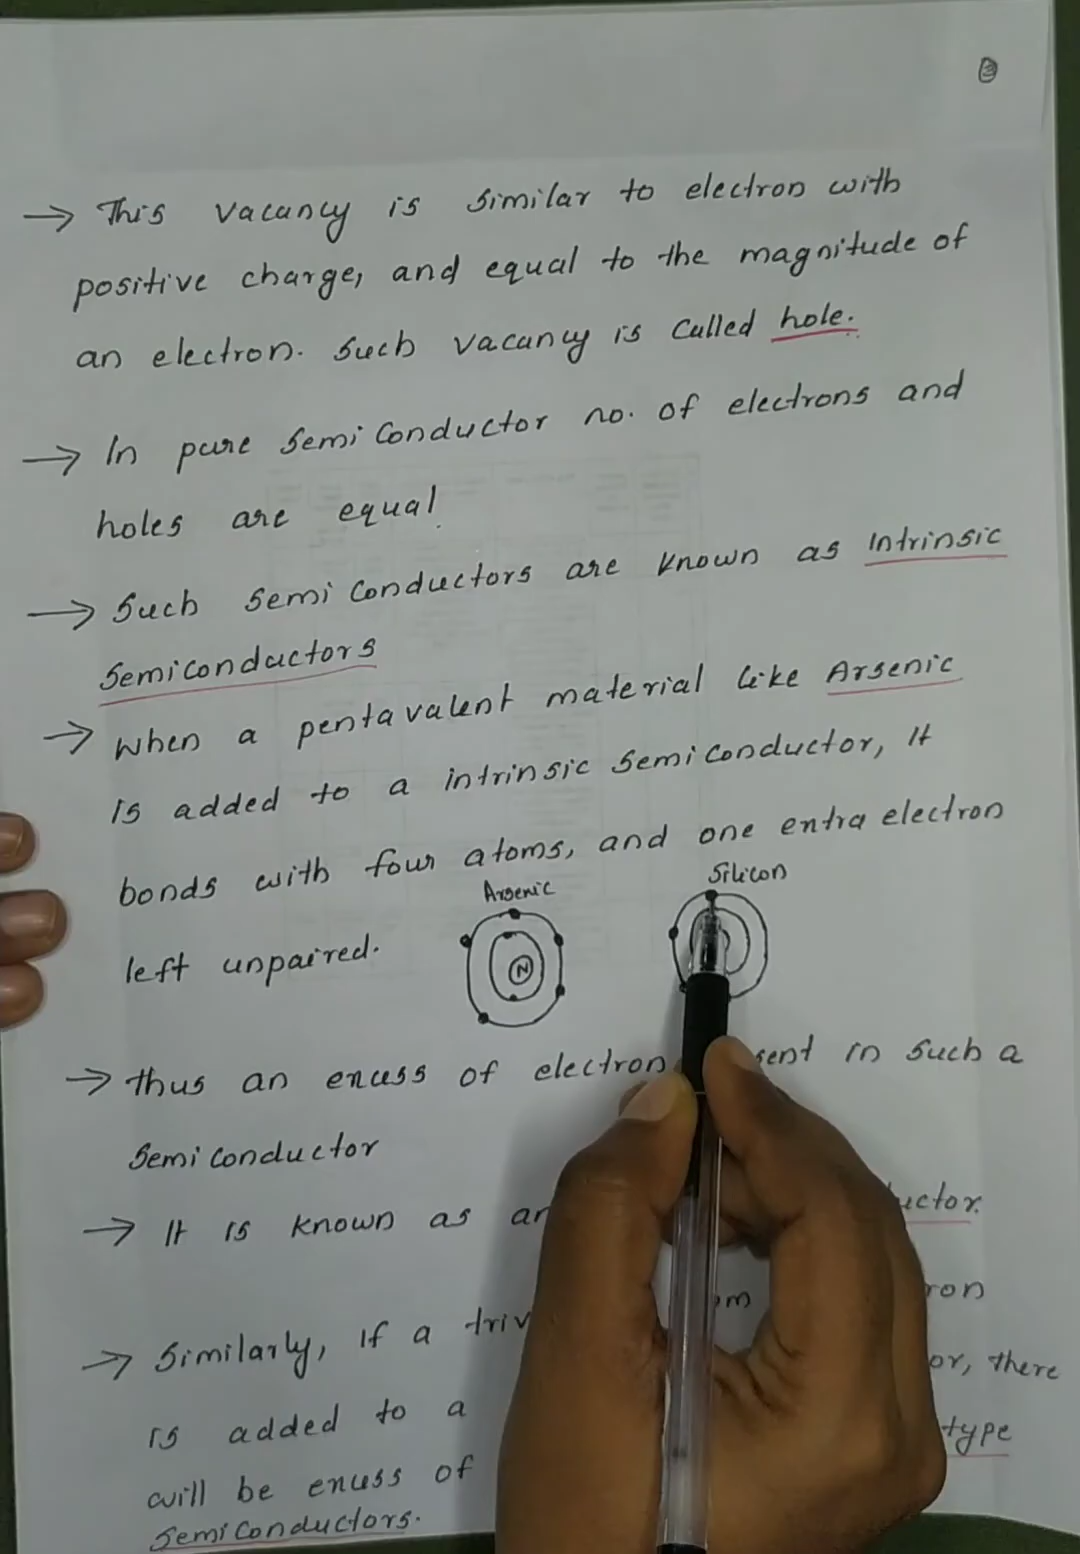 → This vacancy is similar to electron with
positive charge, and equal to the magnitude of
an electron. Such vacancy is called hole.
→ In pure semi conductor no. of electrons and
holes are equal
→ Such semi conductors are known as Intrinsic
semiconductors
→ When a pentavalent material like Arsenic
is added to a intrinsic semi conductor, It
bonds with four atoms, and one entra electron
Arsenic
Silicon
left unpaired.
N
→ thus an excess of electron in such a
semi conductor
→ It is known as
→ Similarly, If a
is added to a there
will be excess of type
semi conductors.